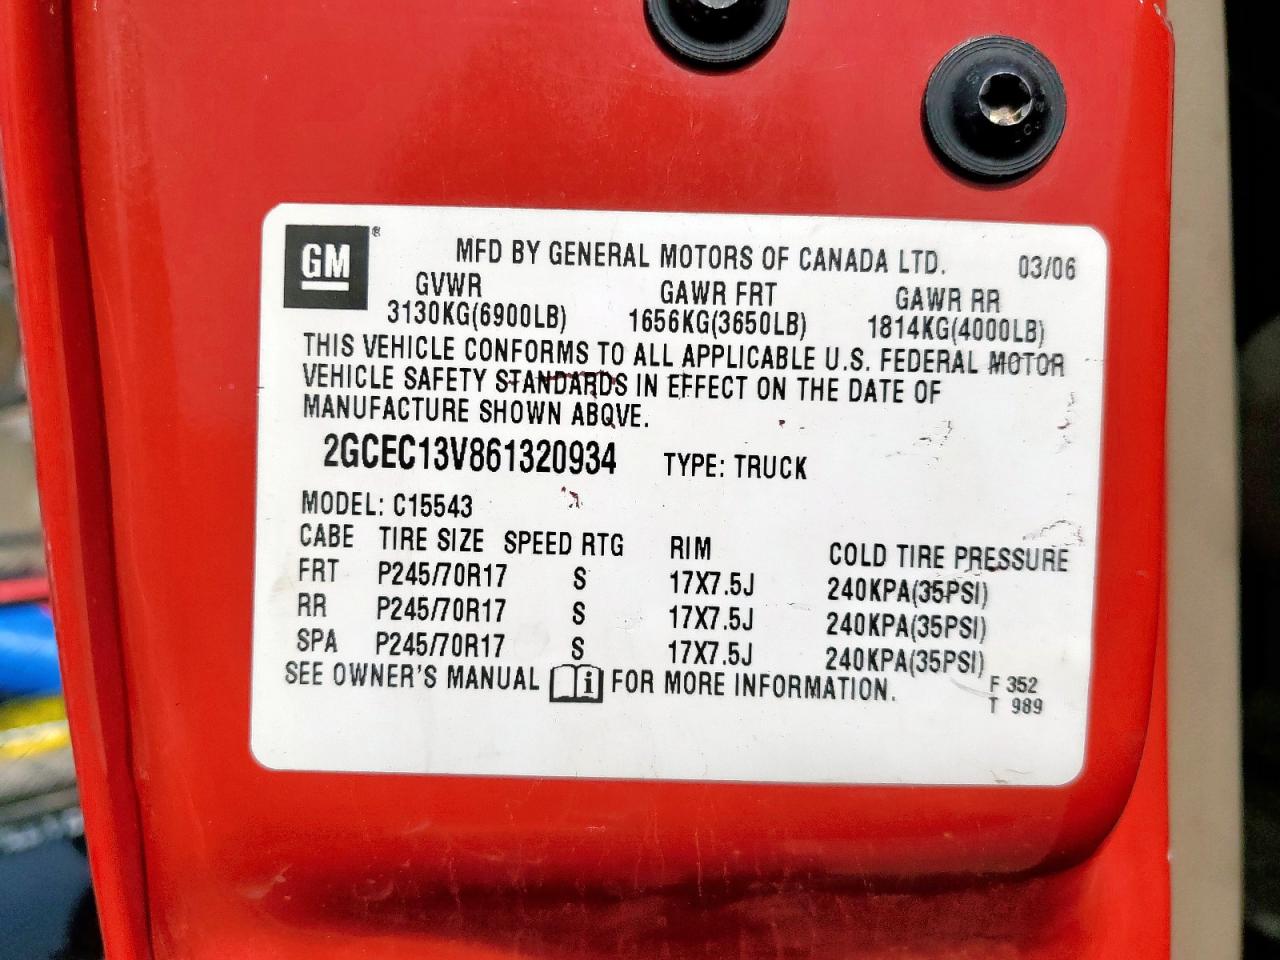 GM ®
MFD BY GENERAL MOTORS OF CANADA LTD. 03/06
GVWR GAWR FRT GAWR RR
3130KG(6900LB) 1656KG(3650LB) 1814KG(4000LB)
THIS VEHICLE CONFORMS TO ALL APPLICABLE U.S. FEDERAL MOTOR
VEHICLE SAFETY STANDARDS IN EFFECT ON THE DATE OF
MANUFACTURE SHOWN ABOVE.
2GCEC13V861320934 TYPE: TRUCK
MODEL: C15543
CABE TIRE SIZE SPEED RTG RIM COLD TIRE PRESSURE
FRT P245/70R17 S 17X7.5J 240KPA(35PSI)
RR P245/70R17 S 17X7.5J 240KPA(35PSI)
SPA P245/70R17 S 17X7.5J 240KPA(35PSI)
SEE OWNER'S MANUAL i FOR MORE INFORMATION.
F 352
T 989